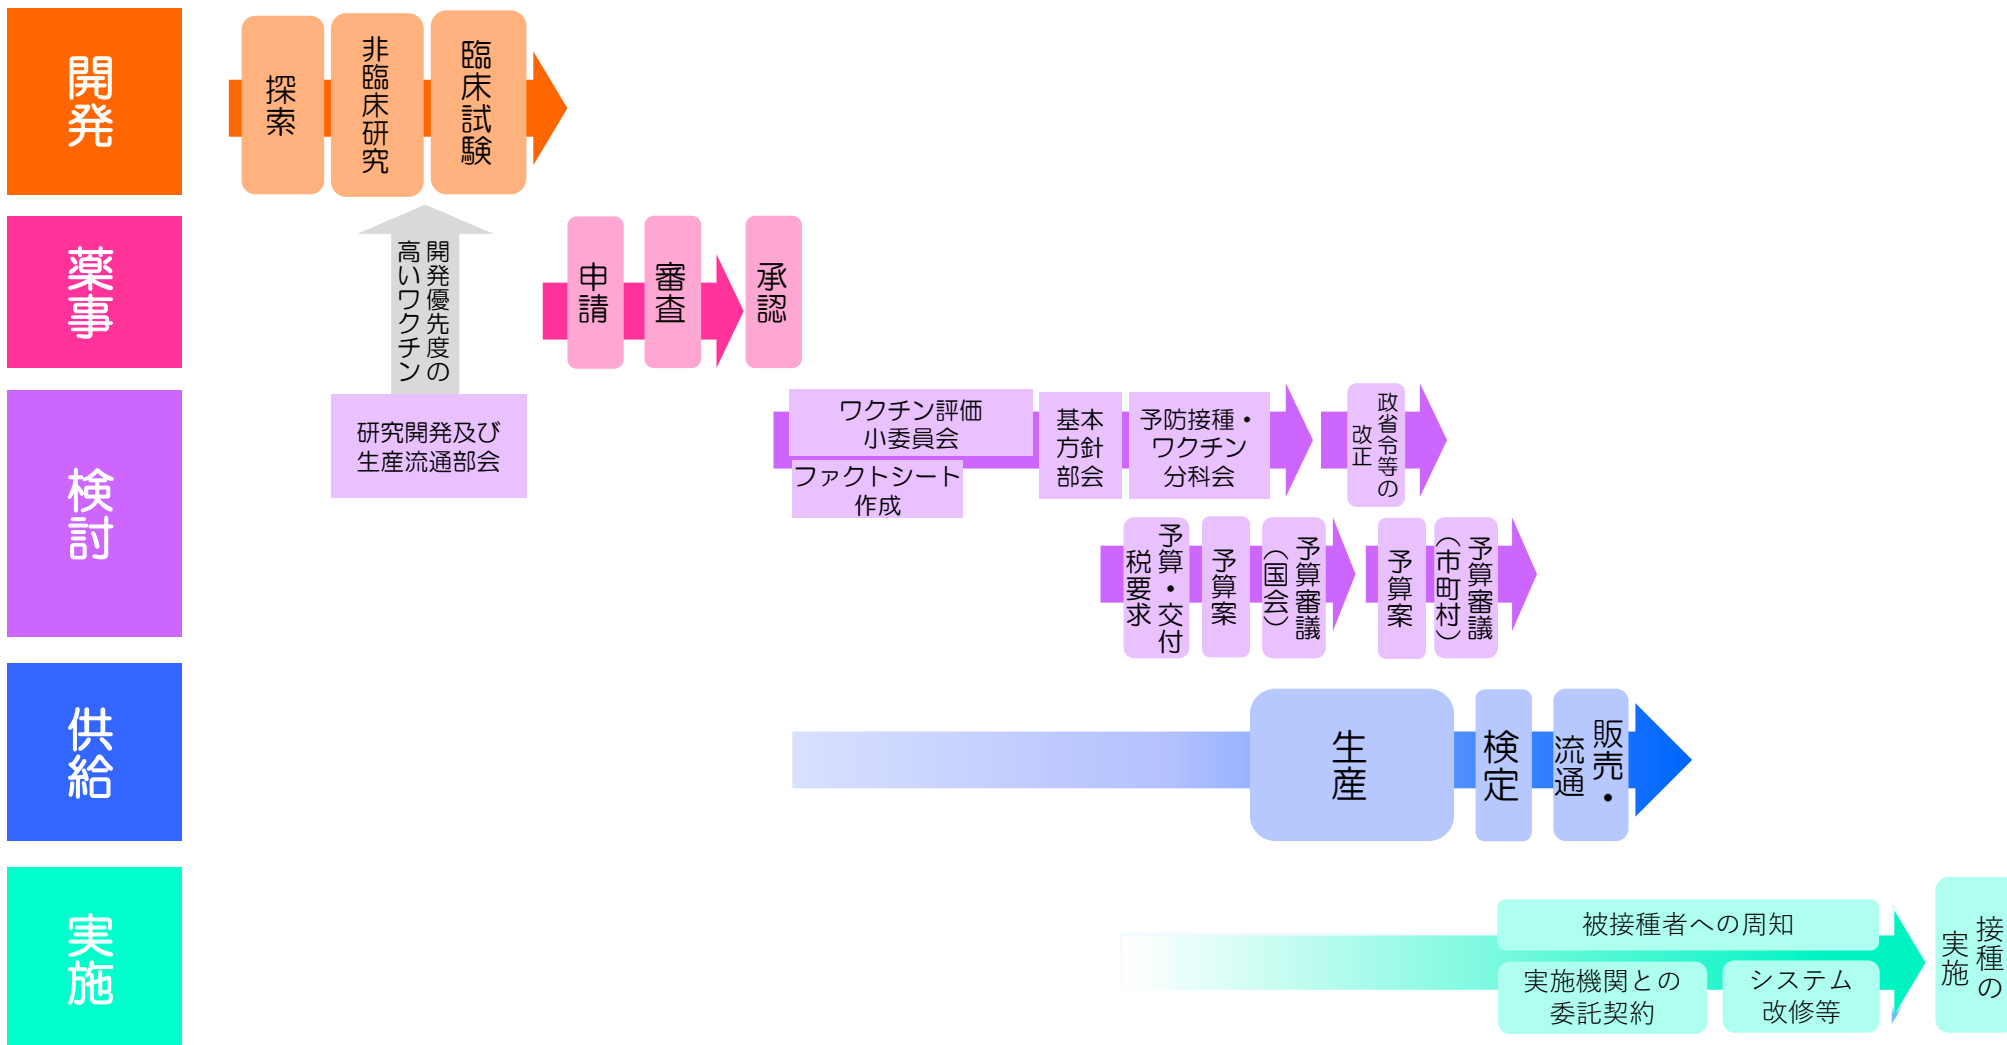 開発
探索
非臨床研究
臨床試験
薬事
開発優先度の
高いワクチン
申請
審査
承認
検討
研究開発及び
生産流通部会
ワクチン評価
小委員会
ファクトシート
作成
基本
方針
部会
予防接種・
ワクチン
分科会
政省令等の
改正
予算・交付
税要求
予算案
予算審議
（国会）
予算案
予算審議
（市町村）
供給
生産
検定
販売・
流通
実施
被接種者への周知
実施機関との
委託契約
システム
改修等
接種の
実施